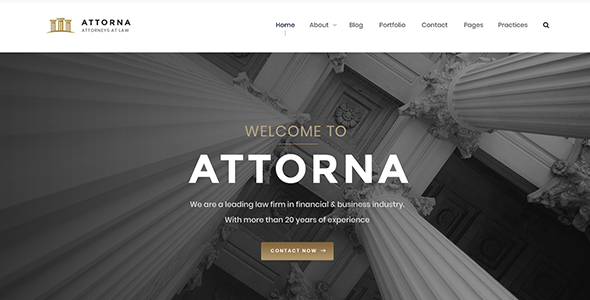 ATTORNA
ATTORNEYS AT LAW
Home About Blog Portfolio Contact Pages Practices
WELCOME TO
ATTORNA
We are a leading law firm in financial & business industry.
With more than 20 years of experience
CONTACT NOW →